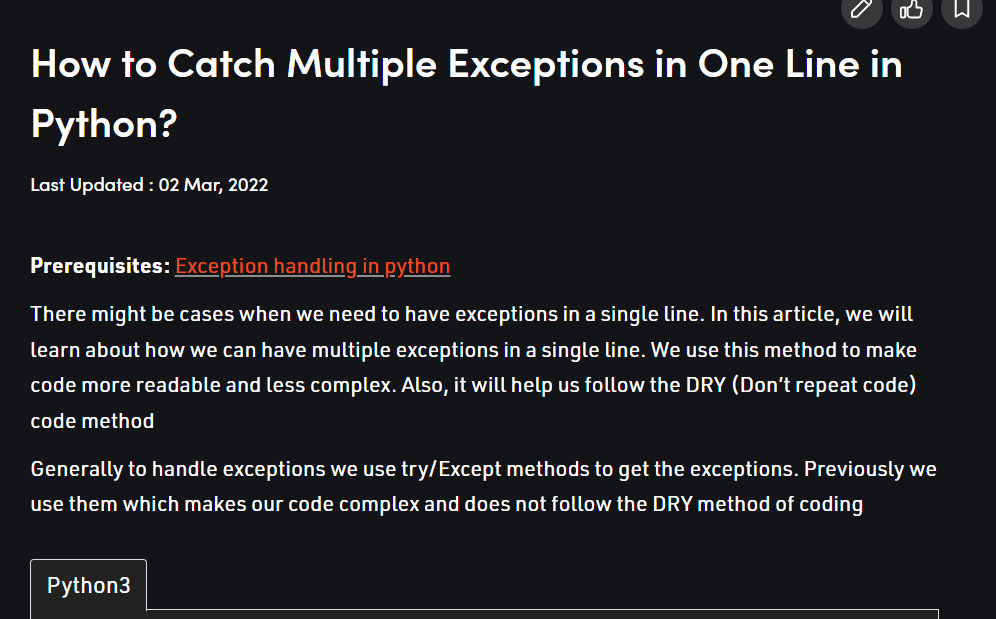 How to Catch Multiple Exceptions in One Line in
Python?
Last Updated : 02 Mar, 2022
Prerequisites: Exception handling in python
There might be cases when we need to have exceptions in a single line. In this article, we will
learn about how we can have multiple exceptions in a single line. We use this method to make
code more readable and less complex. Also, it will help us follow the DRY (Don’t repeat code)
code method
Generally to handle exceptions we use try/Except methods to get the exceptions. Previously we
use them which makes our code complex and does not follow the DRY method of coding
Python3